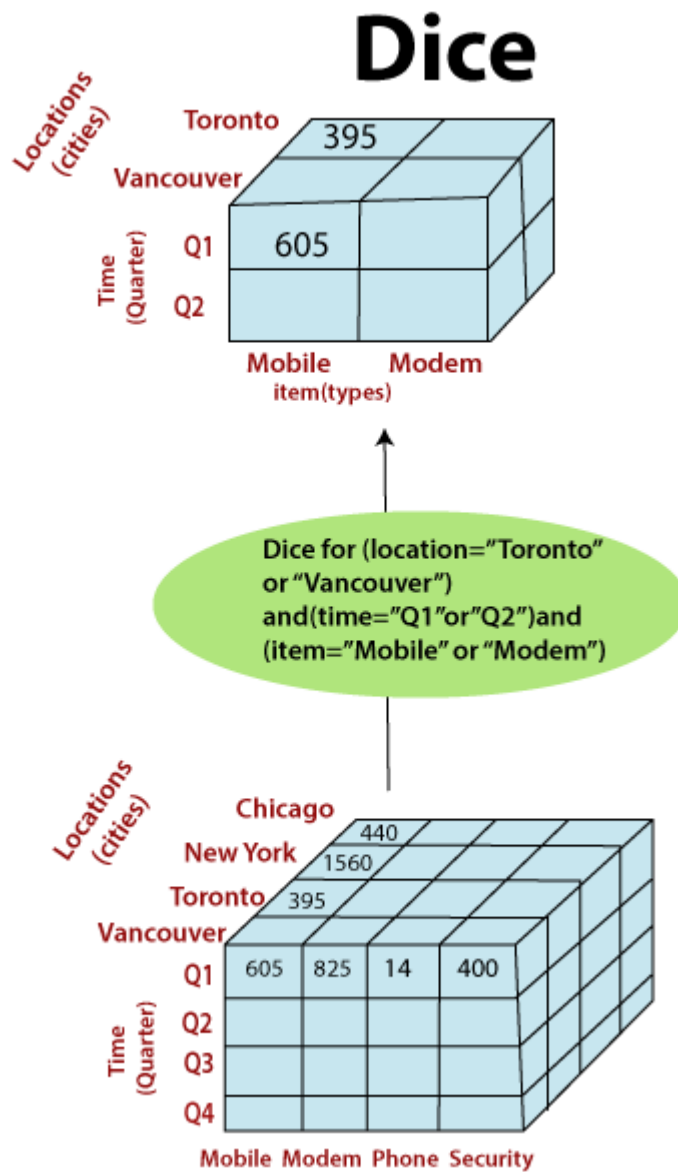 Dice
Locations
(cities)
Toronto
395
Vancouver
Time
(Quarter)
Q1
605
Q2
Mobile Modem
item(types)
Dice for (location=”Toronto”
or “Vancouver”)
and(time=”Q1”or”Q2”)and
(item=”Mobile” or “Modem”)
Locations
(cities)
Chicago
440
New York
1560
Toronto
395
Vancouver
Time
(Quarter)
Q1
605 825 14 400
Q2
Q3
Q4
Mobile Modem Phone Security